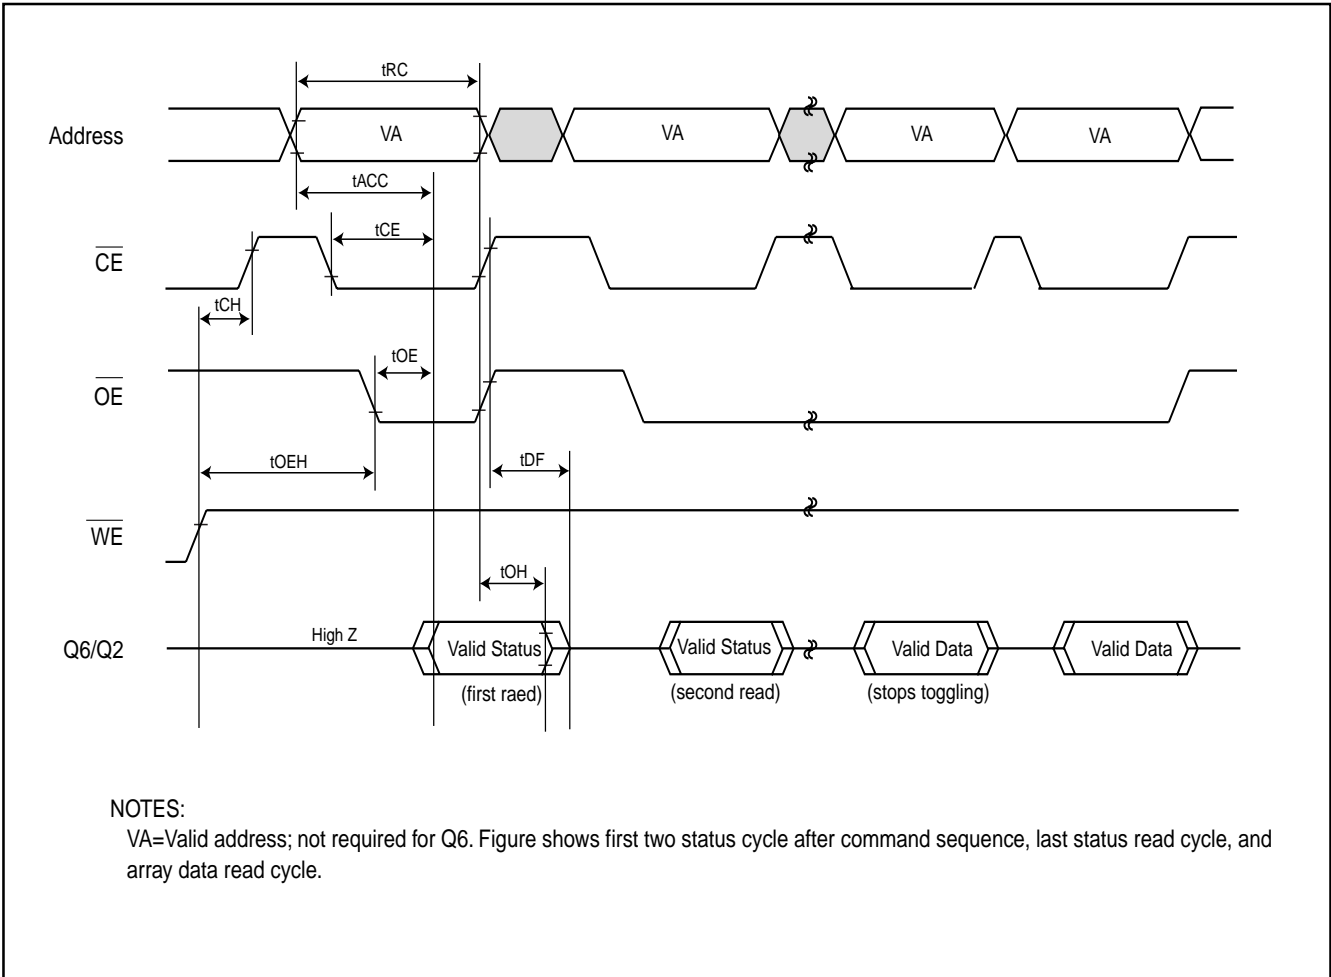 tRC
Address
VA
VA
VA
VA
tACC
tCE
CE
tCH
tOE
OE
tOEH
tDF
WE
tOH
Q6/Q2
High Z
Valid Status
Valid Status
Valid Data
Valid Data
(first raed)
(second read)
(stops toggling)
NOTES:
VA=Valid address; not required for Q6. Figure shows first two status cycle after command sequence, last status read cycle, and
array data read cycle.